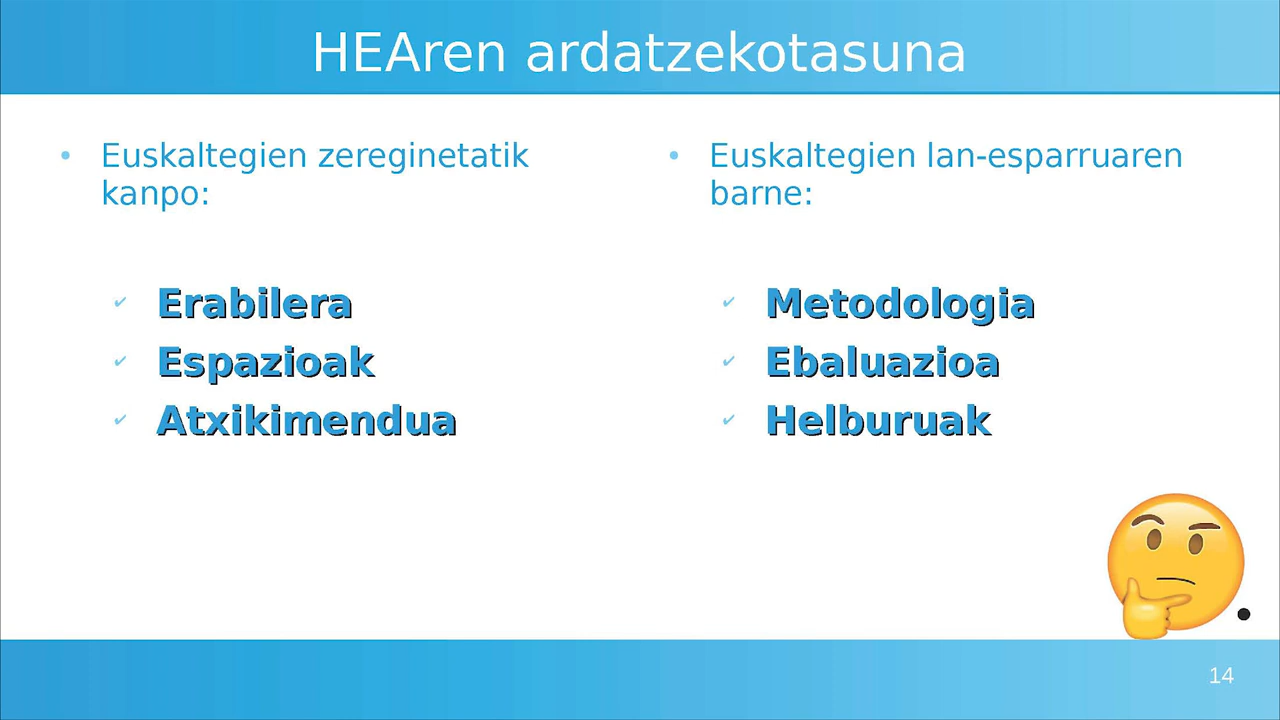 HEAren ardatzekotasuna
• Euskaltegien zereginetatik
kanpo:
✓ Erabilera
✓ Espazioak
✓ Atxikimendua
• Euskaltegien lan-esparruaren
barne:
✓ Metodologia
✓ Ebaluazioa
✓ Helburuak
14